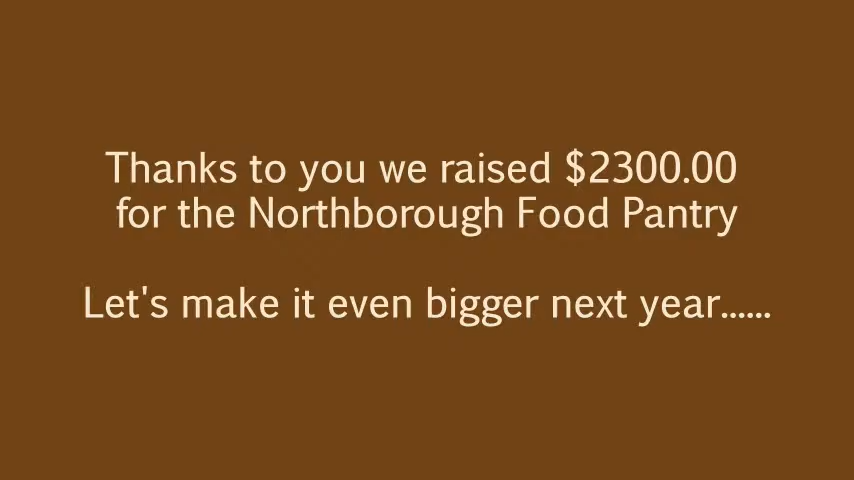 Thanks to you we raised $2300.00
for the Northborough Food Pantry
Let's make it even bigger next year......